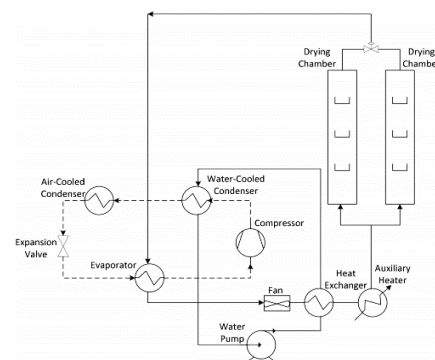 Drying
Chamber
Drying
Chambe
Air-Cooled
Condenser
Water-Cooled
Condenser
Compressor
Expansion
Valve
Evaporator
Fan
Heat
Exchanger
Auxiliary
Heater
Water
Pump